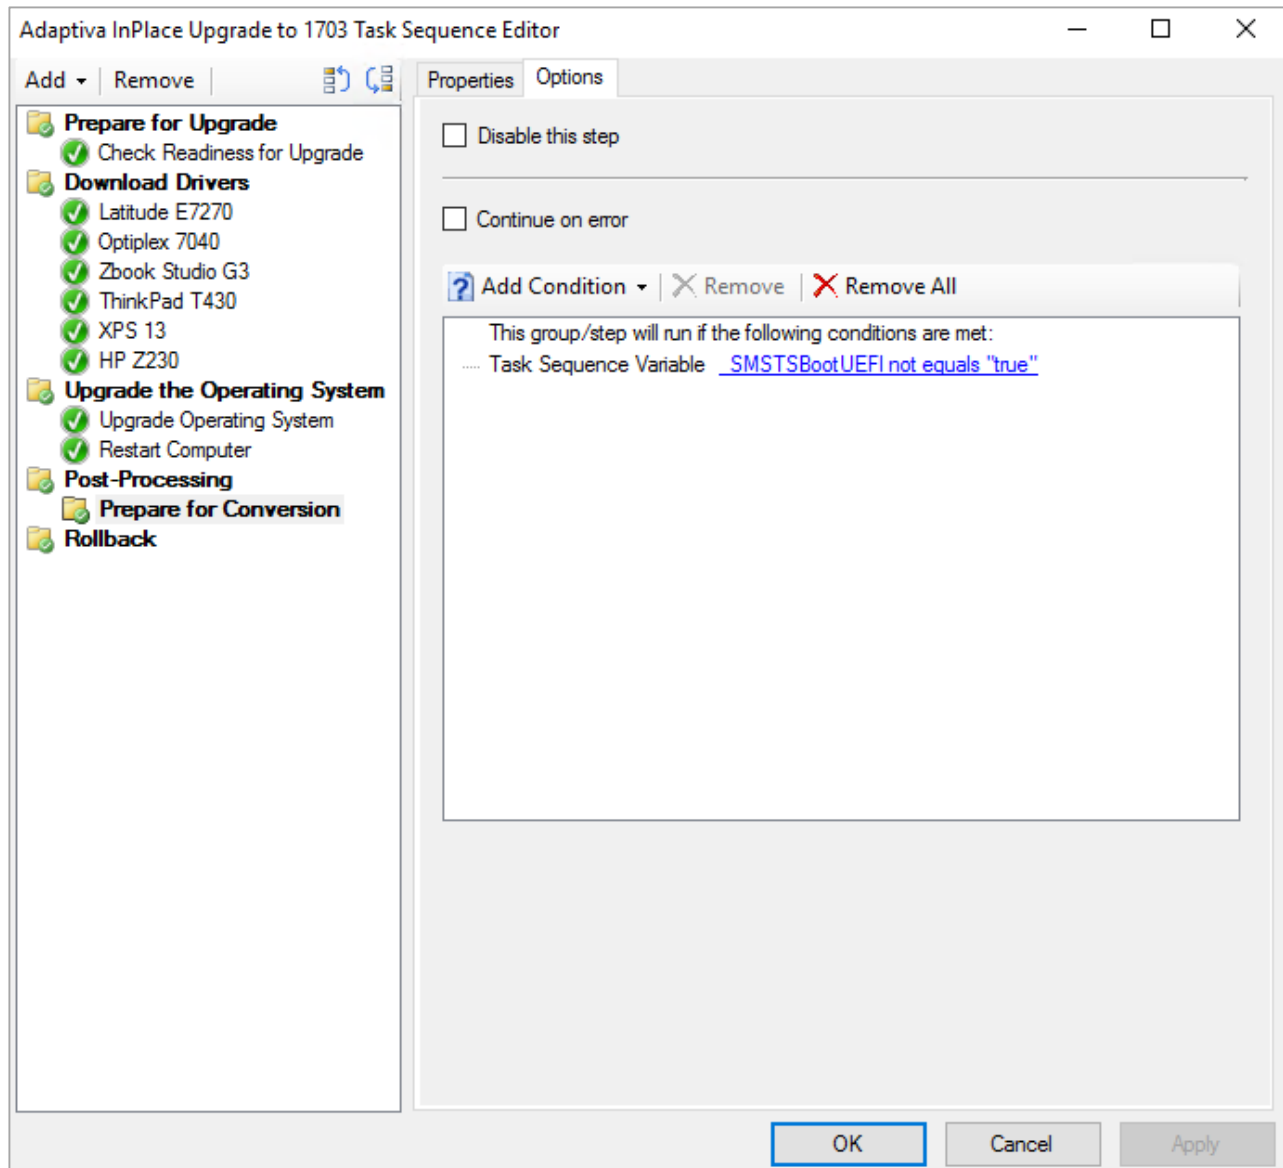 Adaptiva InPlace Upgrade to 1703 Task Sequence Editor
Add Remove
Prepare for Upgrade
Check Readiness for Upgrade
Download Drivers
Latitude E7270
Optiplex 7040
Zbook Studio G3
ThinkPad T430
XPS 13
HP Z230
Upgrade the Operating System
Upgrade Operating System
Restart Computer
Post-Processing
Prepare for Conversion
Rollback
Properties Options
Disable this step
Continue on error
Add Condition Remove Remove All
This group/step will run if the following conditions are met:
Task Sequence Variable _SMSTSBootUEFI not equals "true"
OK Cancel Apply